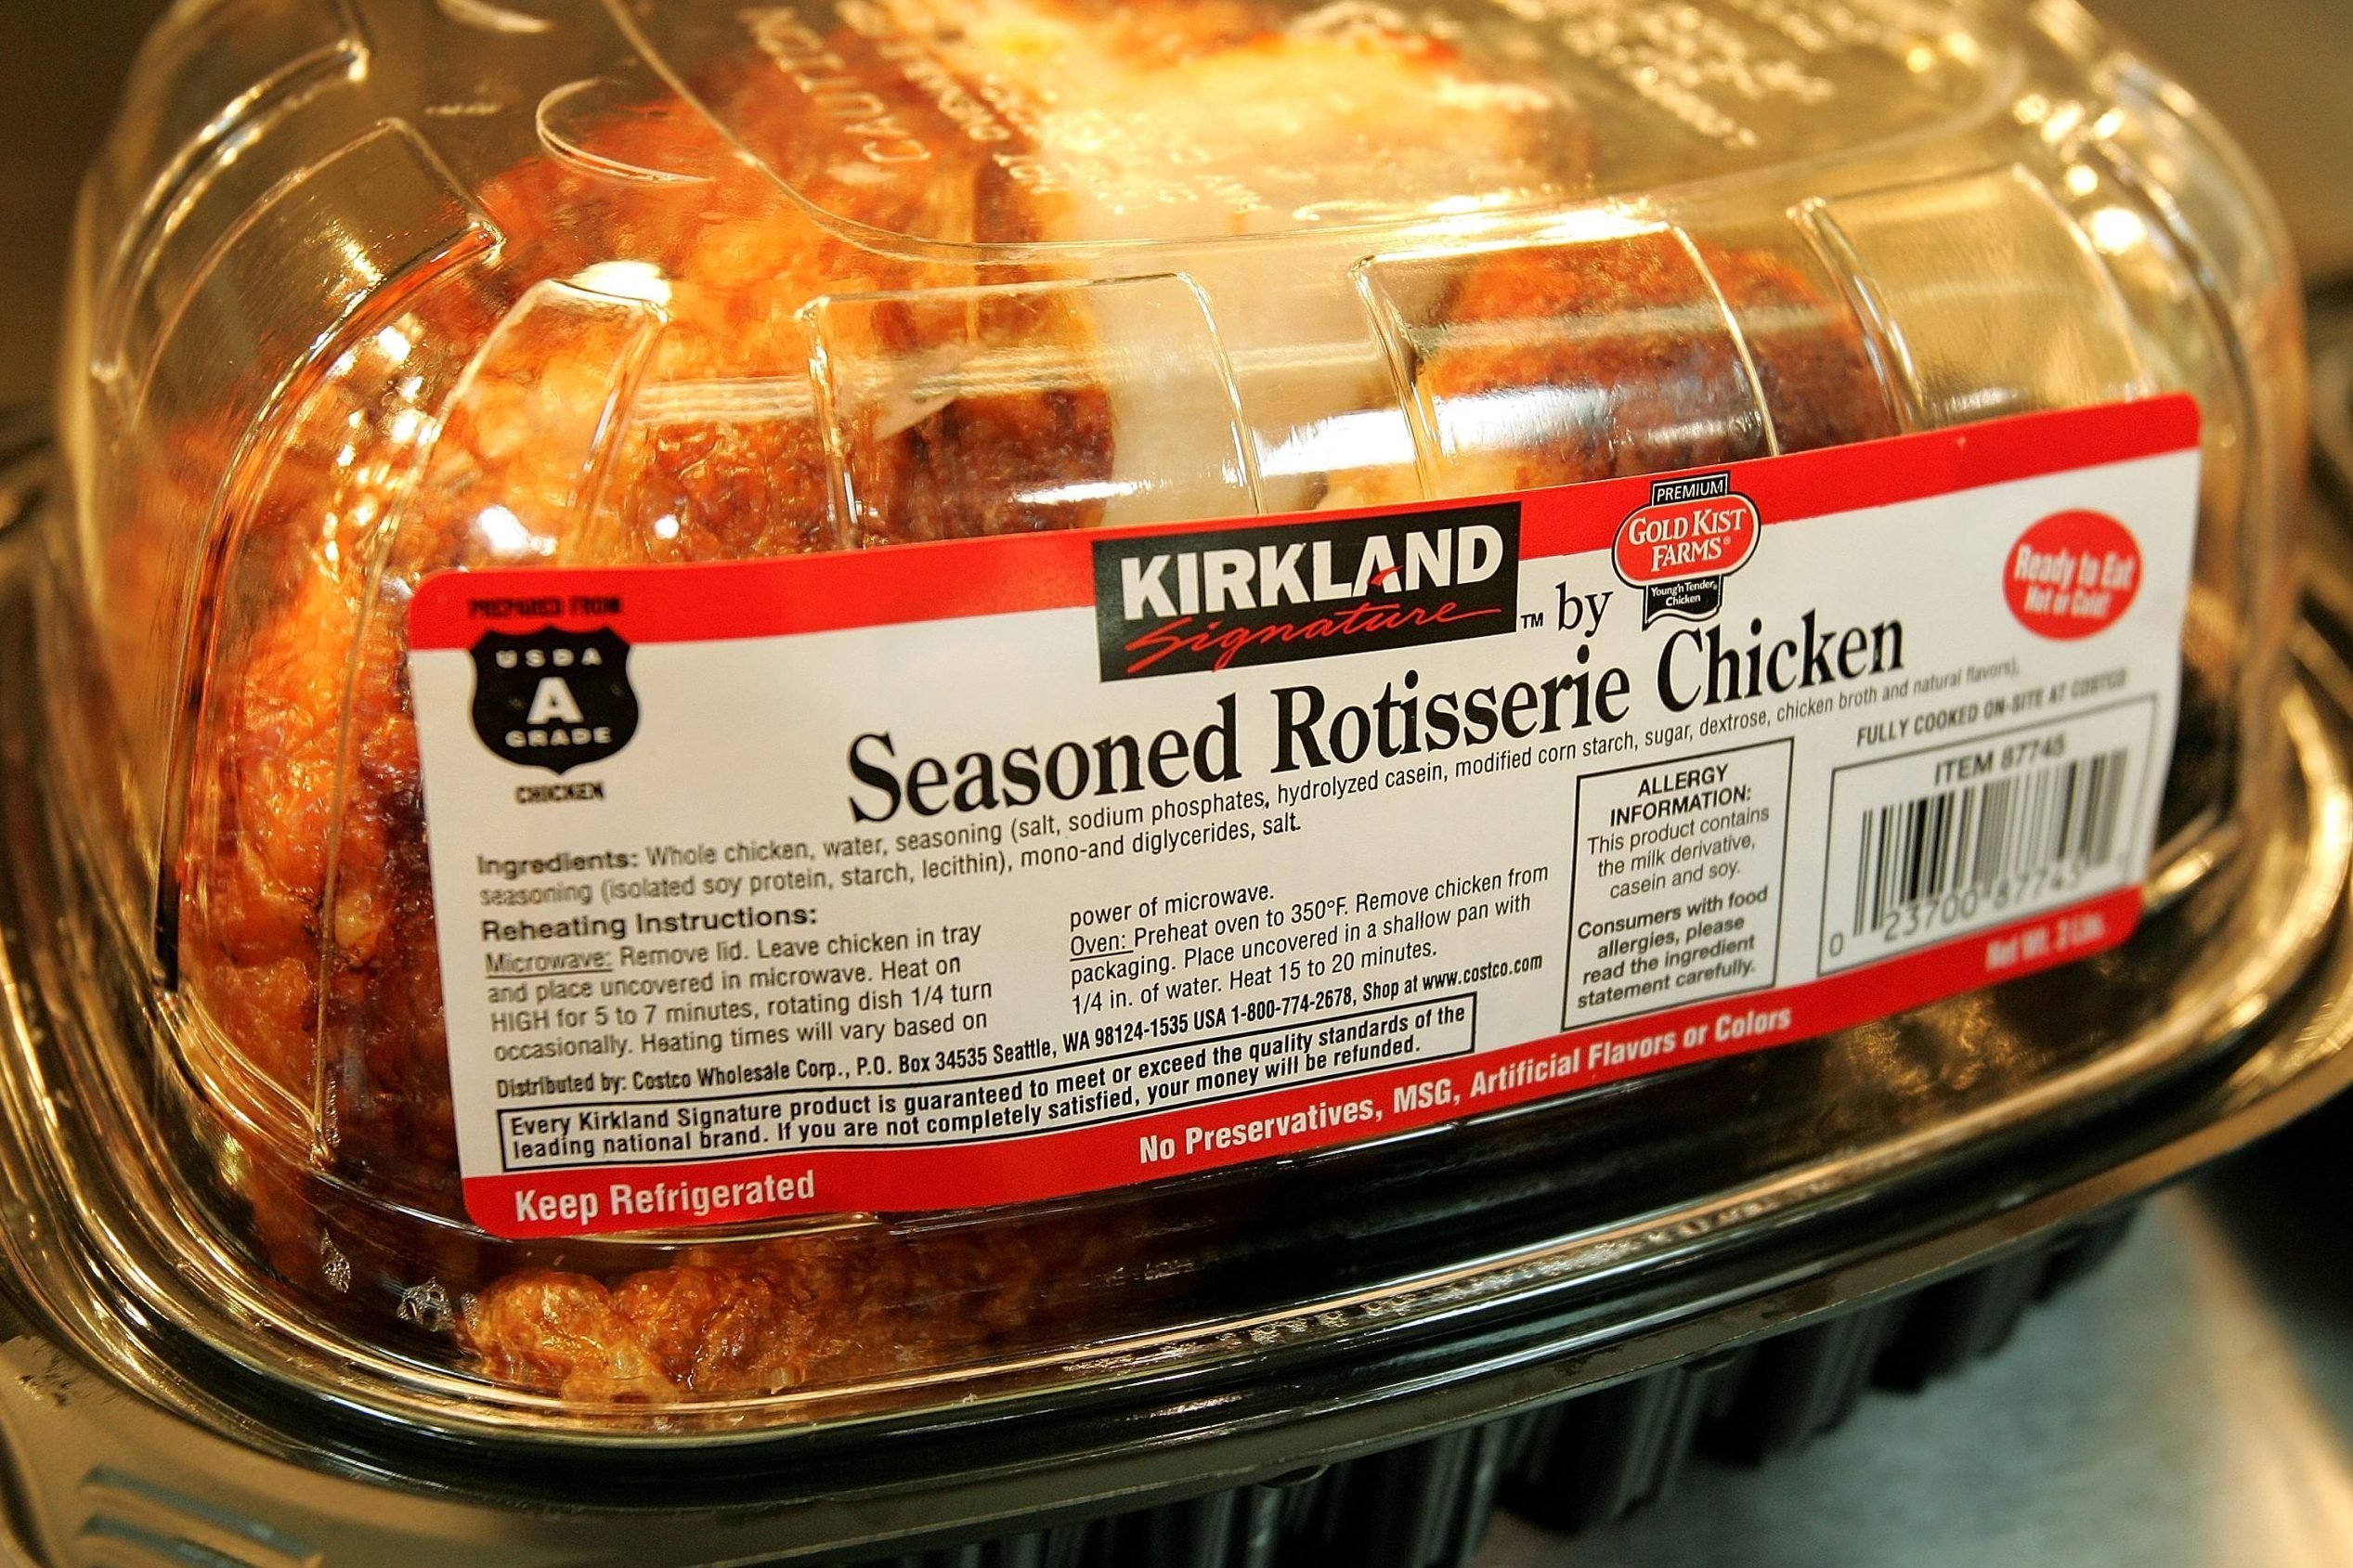 CAUTION
PREPARED FROM
USDA
A
GRADE
CHICKEN
KIRKLAND
Signature™ by
PREMIUM
GOLD KIST
FARMS®
Young'n Tender®
Chicken
Ready to Eat
Hot or Cold!
Seasoned Rotisserie Chicken
Ingredients: Whole chicken, water, seasoning (salt, sodium phosphates, hydrolyzed casein, modified corn starch, sugar, dextrose, chicken broth and natural flavors),
seasoning (isolated soy protein, starch, lecithin), mono-and diglycerides, salt.
Reheating Instructions:
Microwave: Remove lid. Leave chicken in tray
and place uncovered in microwave. Heat on
HIGH for 5 to 7 minutes, rotating dish 1/4 turn
occasionally. Heating times will vary based on
power of microwave.
Oven: Preheat oven to 350°F. Remove chicken from
packaging. Place uncovered in a shallow pan with
1/4 in. of water. Heat 15 to 20 minutes.
Distributed by: Costco Wholesale Corp., P.O. Box 34535 Seattle, WA 98124-1535 USA 1-800-774-2678, Shop at www.costco.com
Every Kirkland Signature product is guaranteed to meet or exceed the quality standards of the
leading national brand. If you are not completely satisfied, your money will be refunded.
ALLERGY
INFORMATION:
This product contains
the milk derivative,
casein and soy.
Consumers with food
allergies, please
read the ingredient
statement carefully.
FULLY COOKED ON-SITE AT COSTCO
ITEM 87745
0 23700 87745
Net Wt. 3 Lbs.
Keep Refrigerated
No Preservatives, MSG, Artificial Flavors or Colors